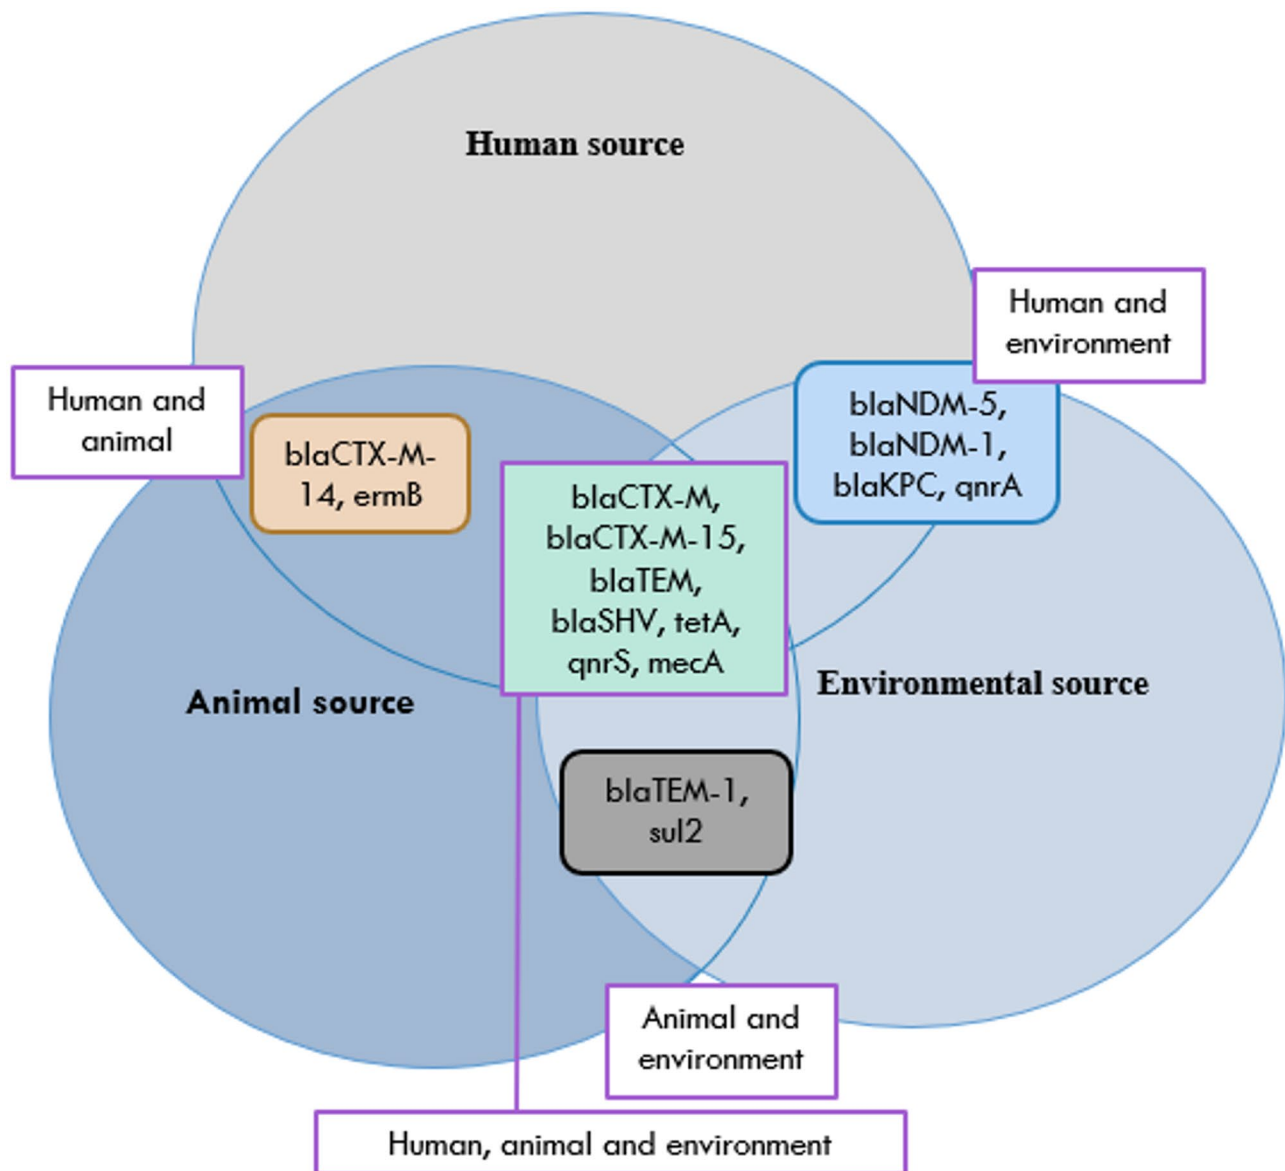 Human source
Human and
environment
Human and
animal
blaNDM-5,
blaNDM-1,
blaKPC, qnrA
blaCTX-M-
14, ermB
blaCTX-M,
blaCTX-M-15,
blaTEM,
blaSHV, tetA,
qnrS, mecA
Animal source
Environmental source
blaTEM-1,
sul2
Animal and
environment
Human, animal and environment